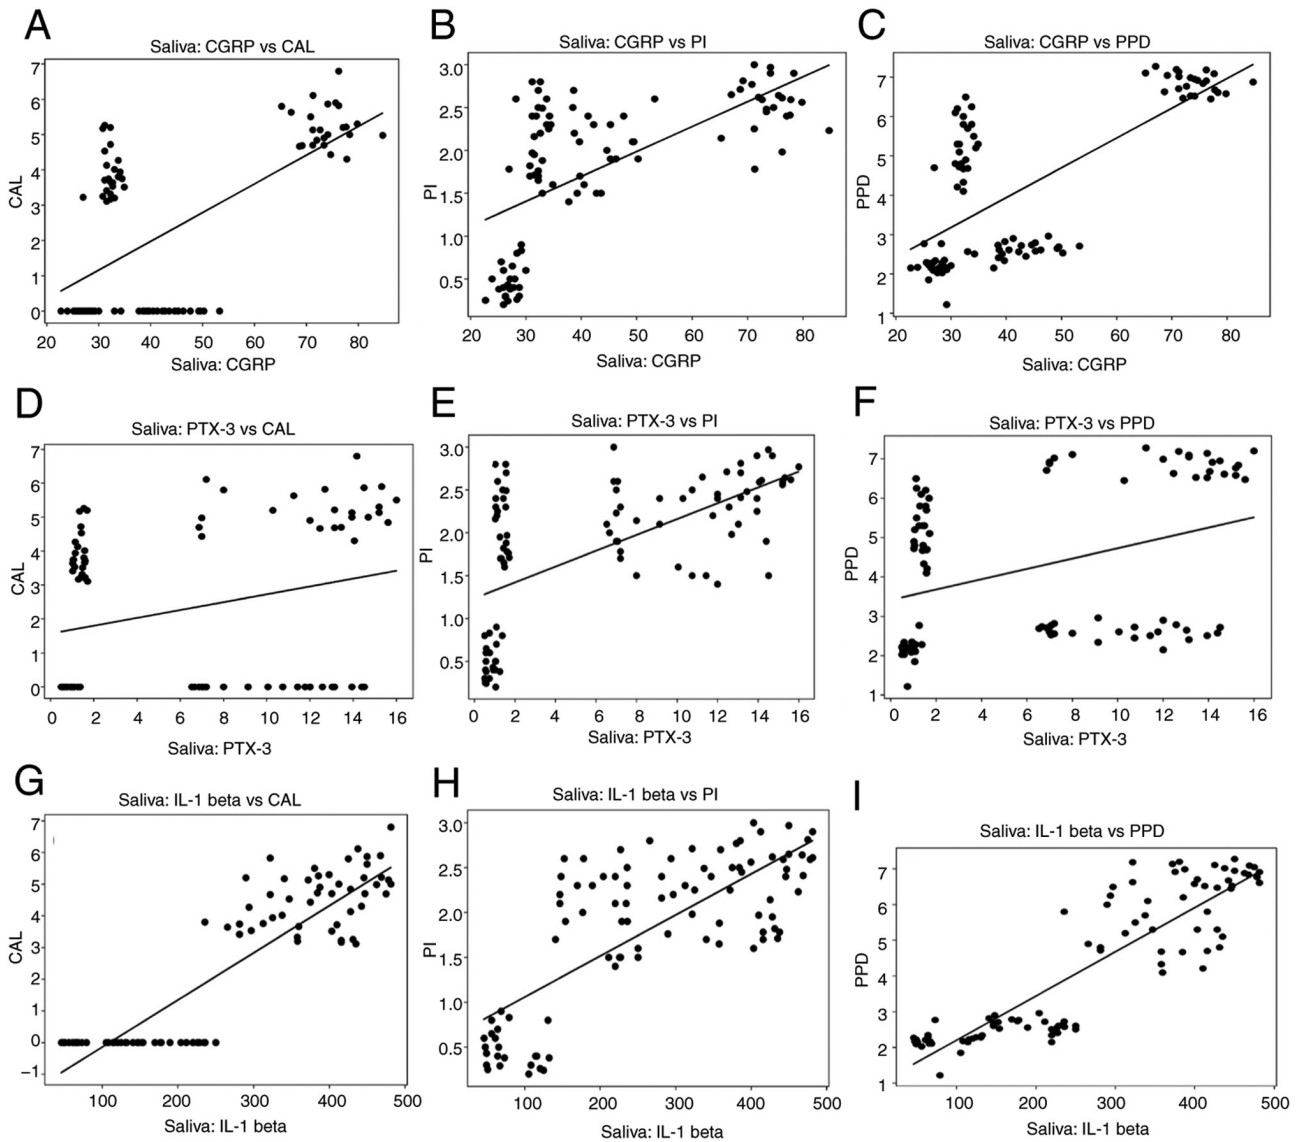 A
Saliva: CGRP vs CAL
7
6
5
4
3
2
1
0
CAL
20 30 40 50 60 70 80
Saliva: CGRP
B
Saliva: CGRP vs PI
3.0
2.5
2.0
1.5
1.0
0.5
PI
20 30 40 50 60 70 80
Saliva: CGRP
C
Saliva: CGRP vs PPD
7
6
5
4
3
2
1
PPD
20 30 40 50 60 70 80
Saliva: CGRP
D
Saliva: PTX-3 vs CAL
7
6
5
4
3
2
1
0
CAL
0 2 4 6 8 10 12 14 16
Saliva: PTX-3
E
Saliva: PTX-3 vs PI
3.0
2.5
2.0
1.5
1.0
0.5
PI
0 2 4 6 8 10 12 14 16
Saliva: PTX-3
F
Saliva: PTX-3 vs PPD
7
6
5
4
3
2
1
PPD
0 2 4 6 8 10 12 14 16
Saliva: PTX-3
G
Saliva: IL-1 beta vs CAL
7
6
5
4
3
2
1
0
−1
CAL
100 200 300 400 500
Saliva: IL-1 beta
H
Saliva: IL-1 beta vs PI
3.0
2.5
2.0
1.5
1.0
0.5
PI
100 200 300 400 500
Saliva: IL-1 beta
I
Saliva: IL-1 beta vs PPD
7
6
5
4
3
2
1
PPD
100 200 300 400 500
Saliva: IL-1 beta